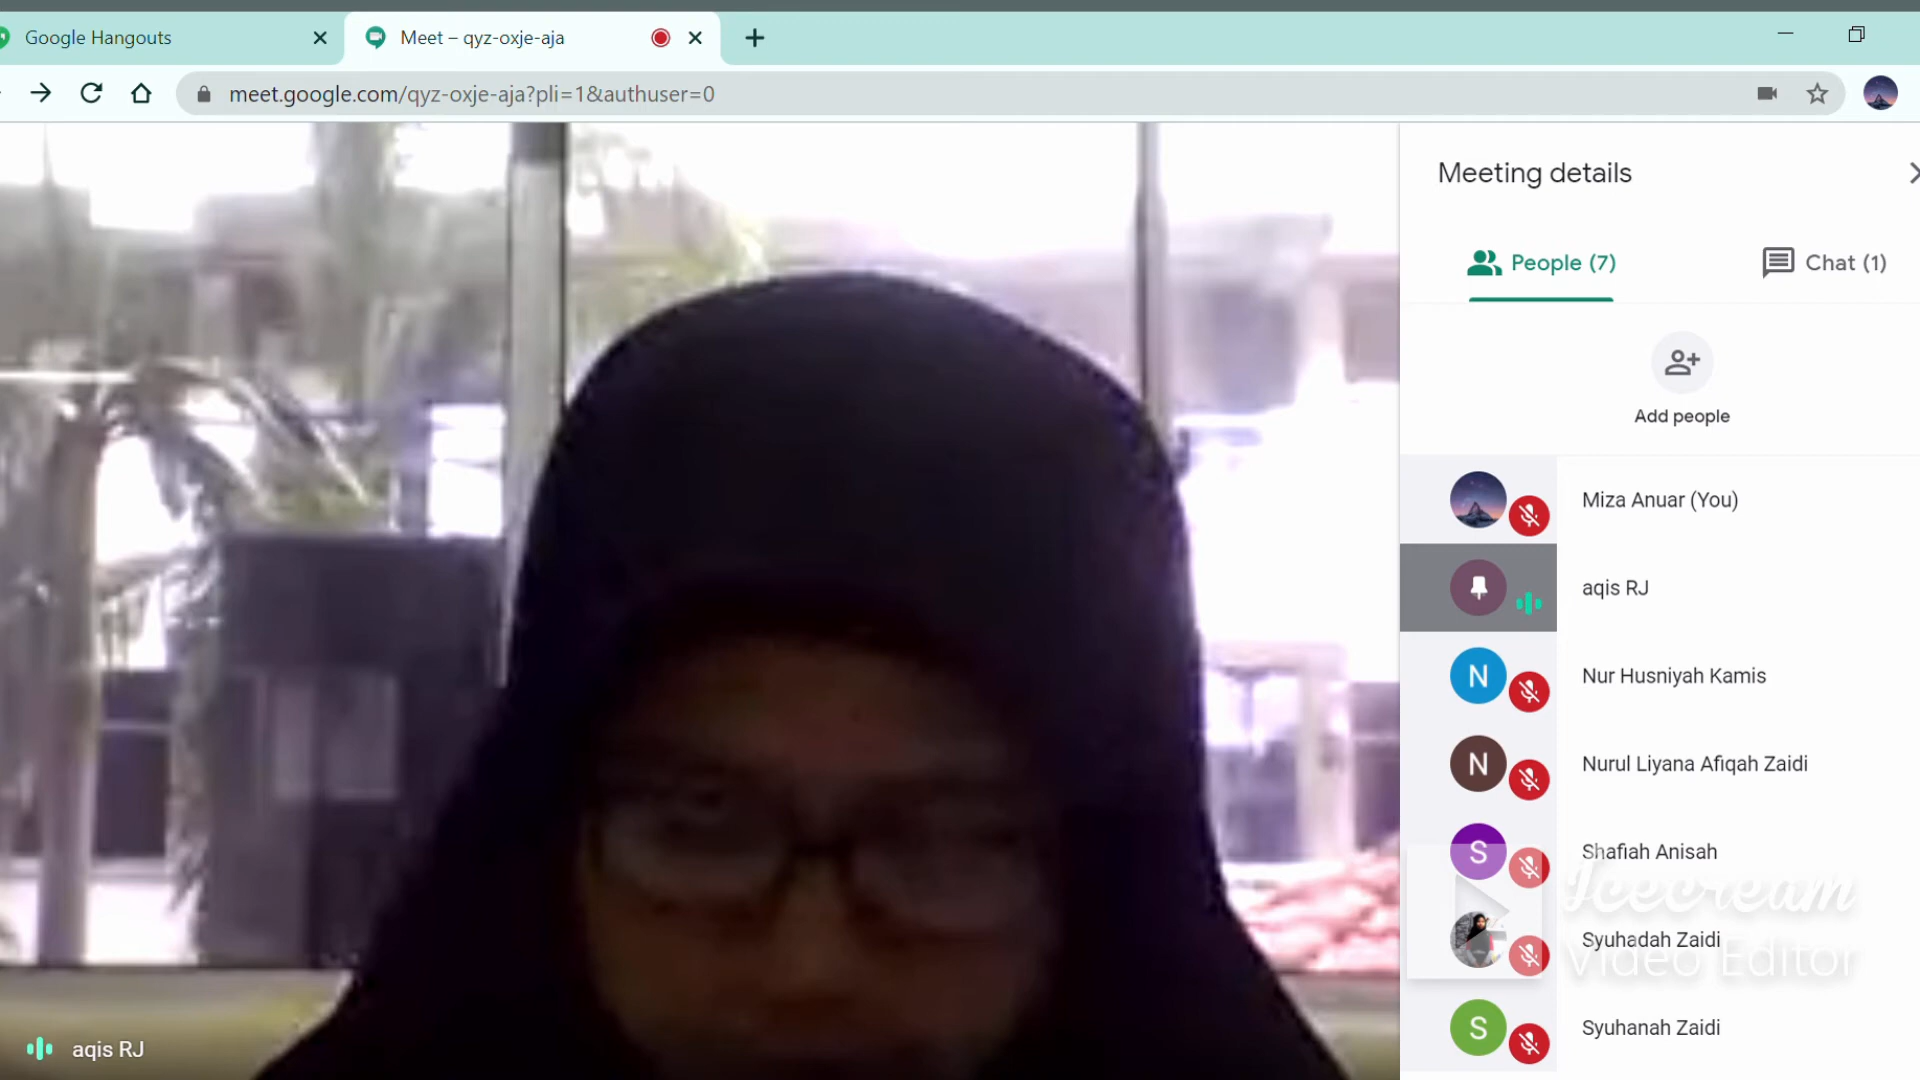 Google Hangouts
Meet – qyz-oxje-aja
meet.google.com/qyz-oxje-aja?pli=1&authuser=0
Meeting details
People (7)
Chat (1)
Add people
Miza Anuar (You)
aqis RJ
N
Nur Husniyah Kamis
N
Nurul Liyana Afiqah Zaidi
S
Shafiah Anisah
Icecream
Syuhadah Zaidi
Video Editor
S
Syuhanah Zaidi
aqis RJ